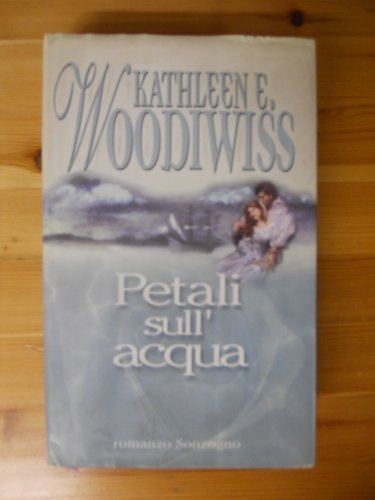 KATHLEEN E.
WOODIWISS
Petali
sull'
acqua
romanzo Sonzogno